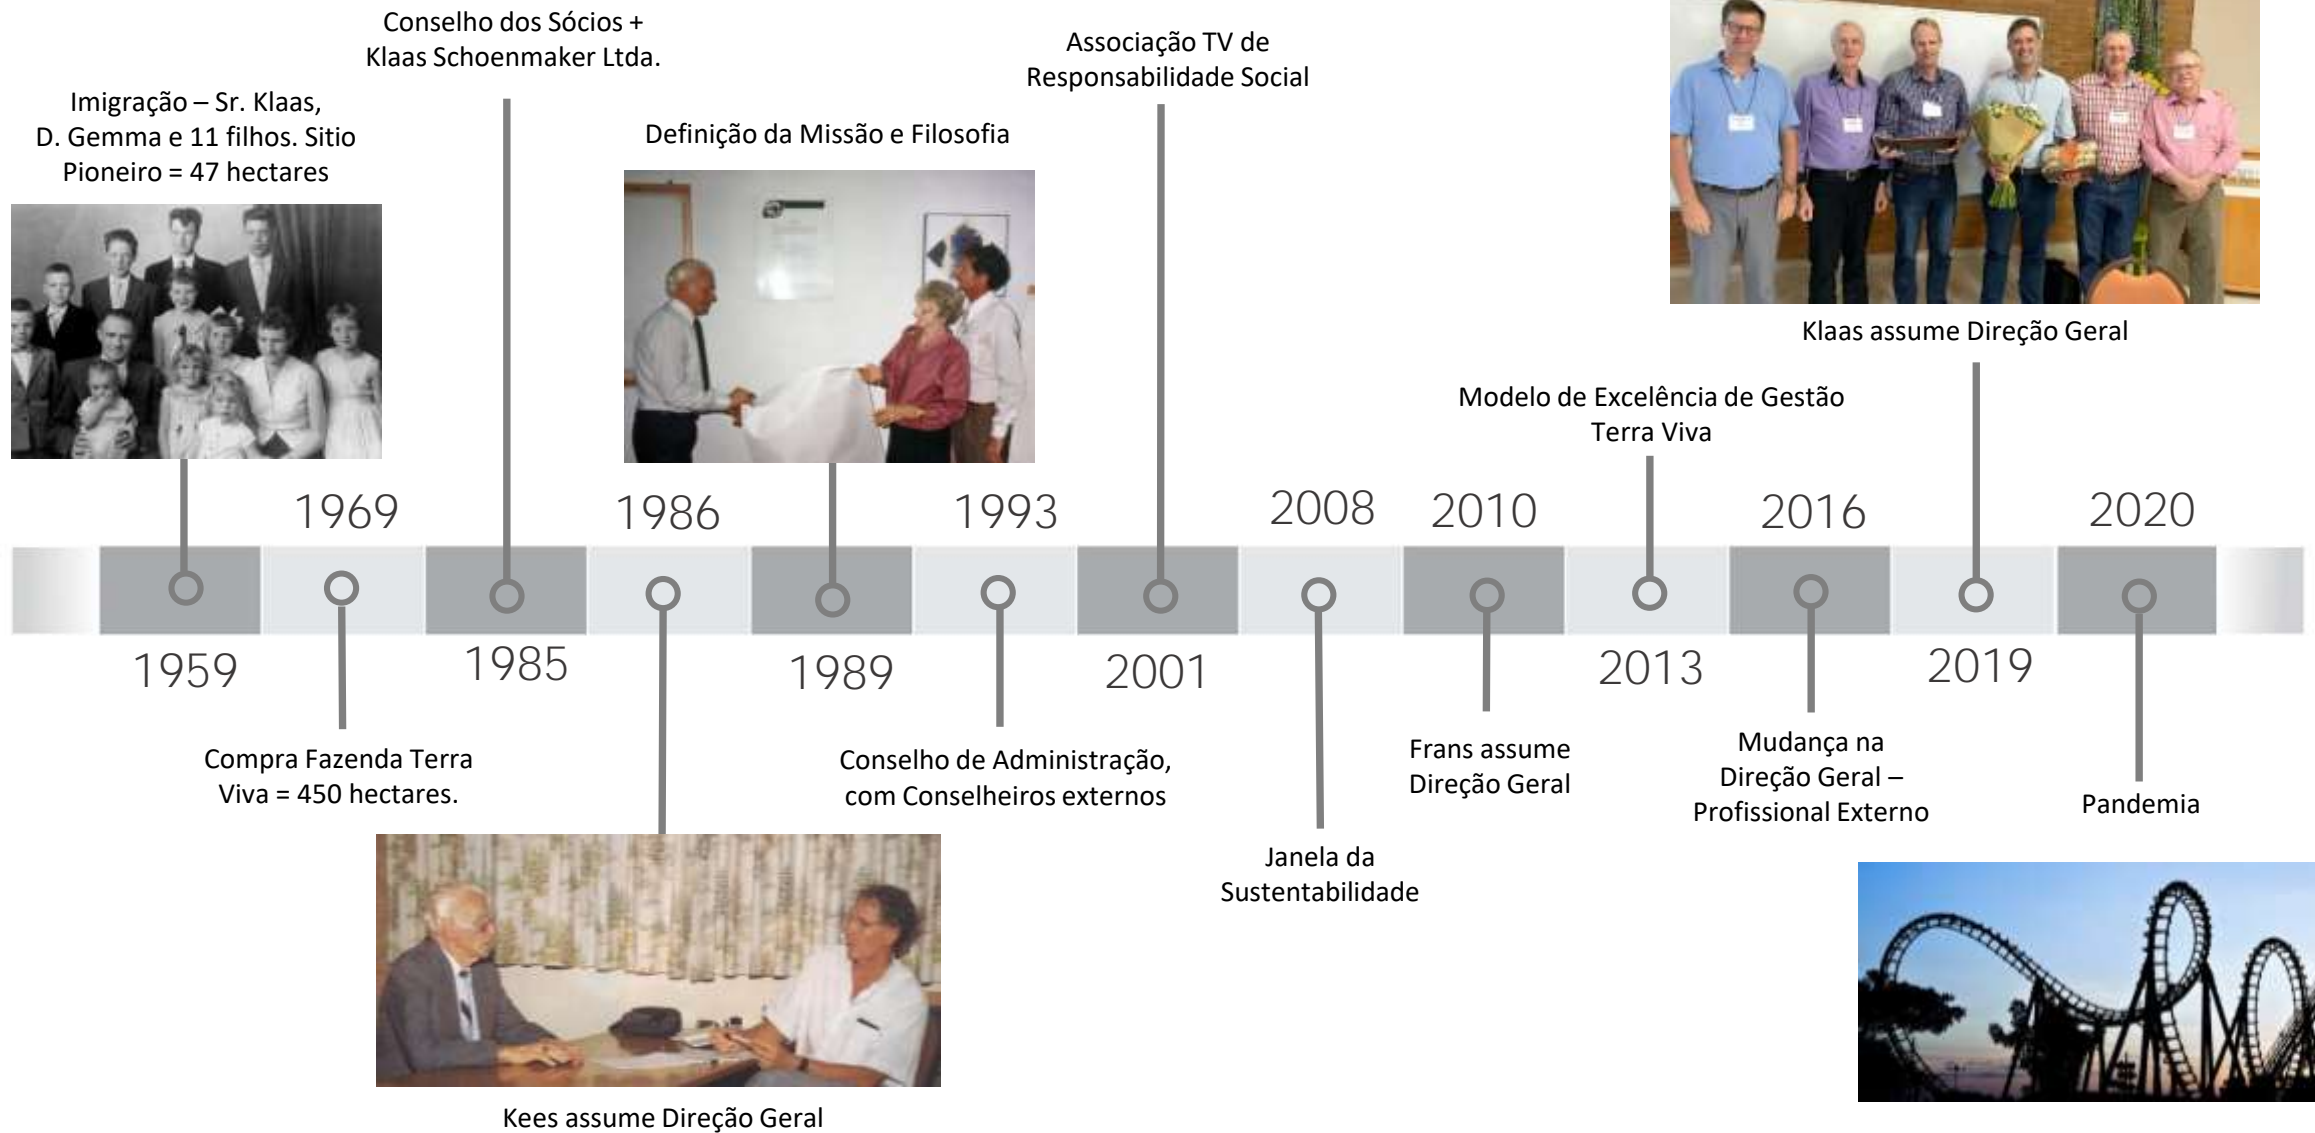 Conselho dos Sócios +
Klaas Schoenmaker Ltda.
Associação TV de
Responsabilidade Social
Imigração – Sr. Klaas,
D. Gemma e 11 filhos. Sitio
Pioneiro = 47 hectares
Definição da Missão e Filosofia
Klaas assume Direção Geral
Modelo de Excelência de Gestão
Terra Viva
1969
1986
1993
2008
2010
2016
2020
1959
1985
1989
2001
2013
2019
Compra Fazenda Terra
Viva = 450 hectares.
Conselho de Administração,
com Conselheiros externos
Frans assume
Direção Geral
Mudança na
Direção Geral –
Profissional Externo
Pandemia
Janela da
Sustentabilidade
Kees assume Direção Geral